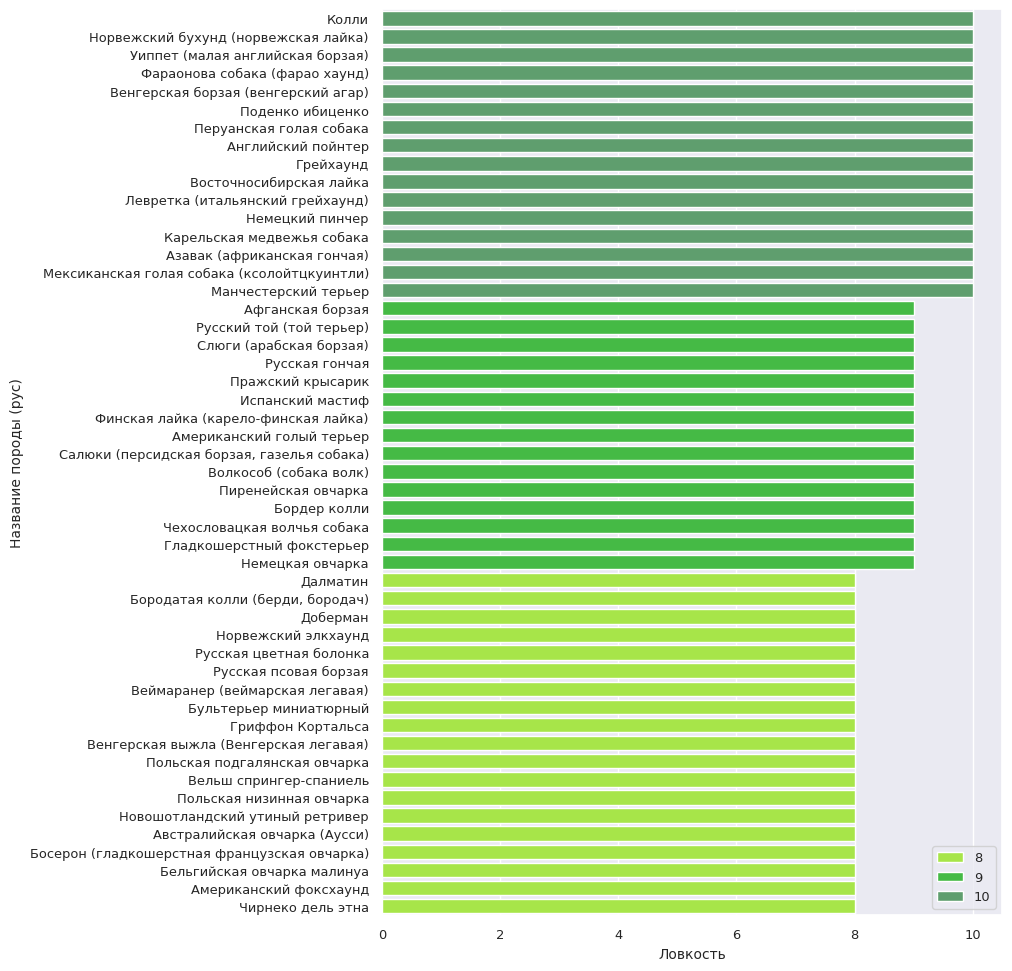 Колли
Норвежский бухунд (норвежская лайка)
Уиппет (малая английская борзая)
Фараонова собака (фарао хаунд)
Венгерская борзая (венгерский агар)
Поденко ибиценко
Перуанская голая собака
Английский пойнтер
Грейхаунд
Восточносибирская лайка
Левретка (итальянский грейхаунд)
Немецкий пинчер
Карельская медвежья собака
Азавак (африканская гончая)
Мексиканская голая собака (ксолойтцкуинтли)
Манчестерский терьер
Афганская борзая
Русский той (той терьер)
Слюги (арабская борзая)
Русская гончая
Пражский крысарик
Испанский мастиф
Финская лайка (карело-финская лайка)
Американский голый терьер
Салюки (персидская борзая, газелья собака)
Волкособ (собака волк)
Пиренейская овчарка
Бордер колли
Чехословацкая волчья собака
Гладкошерстный фокстерьер
Немецкая овчарка
Далматин
Бородатая колли (берди, бородач)
Доберман
Норвежский элкхаунд
Русская цветная болонка
Русская псовая борзая
Веймаранер (веймарская легавая)
Бультерьер миниатюрный
Гриффон Кортальса
Венгерская выжла (Венгерская легавая)
Польская подгалянская овчарка
Вельш спрингер-спаниель
Польская низинная овчарка
Новошотландский утиный ретривер
Австралийская овчарка (Аусси)
Босерон (гладкошерстная французская овчарка)
Бельгийская овчарка малинуа
Американский фоксхаунд
Чирнеко дель этна
Название породы (рус)
8
9
10
0 2 4 6 8 10
Ловкость